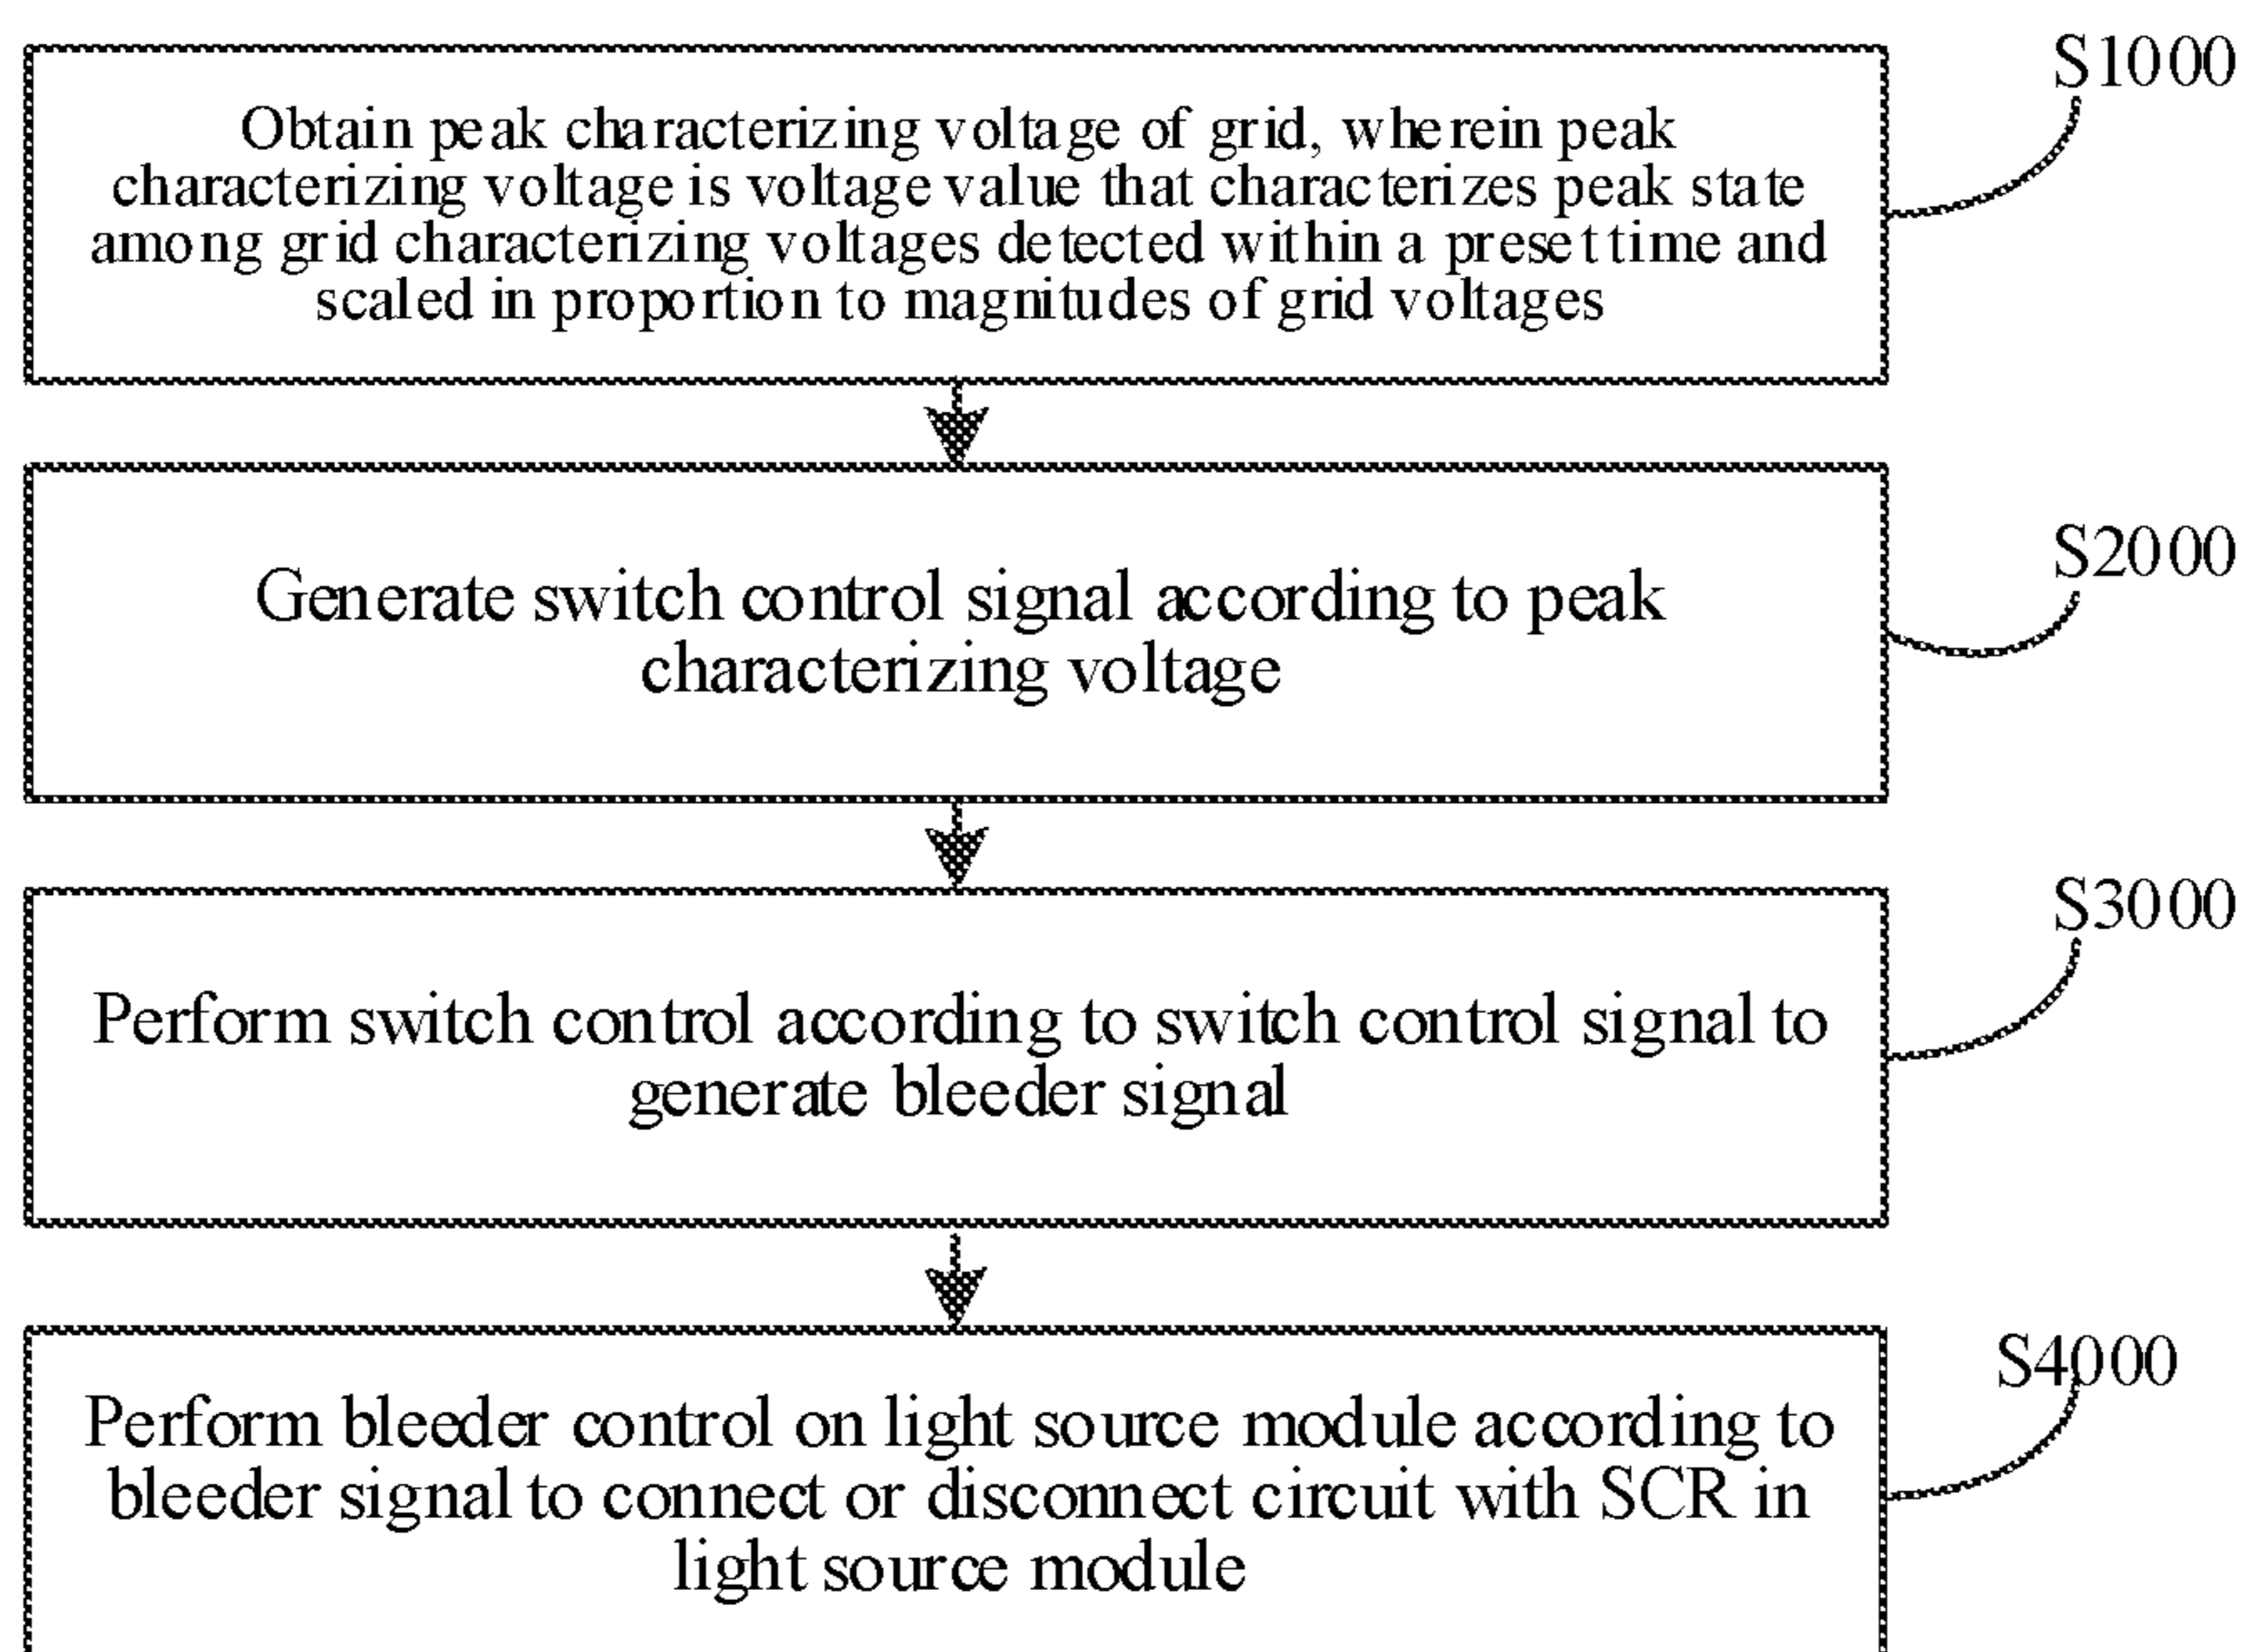 S1000
Obtain peak characterizing voltage of grid, wherein peak
characterizing voltage is voltage value that characterizes peak state
among grid characterizing voltages detected within a preset time and
scaled in proportion to magnitudes of grid voltages
S2000
Generate switch control signal according to peak
characterizing voltage
S3000
Perform switch control according to switch control signal to
generate bleeder signal
S4000
Perform bleeder control on light source module according to
bleeder signal to connect or disconnect circuit with SCR in
light source module